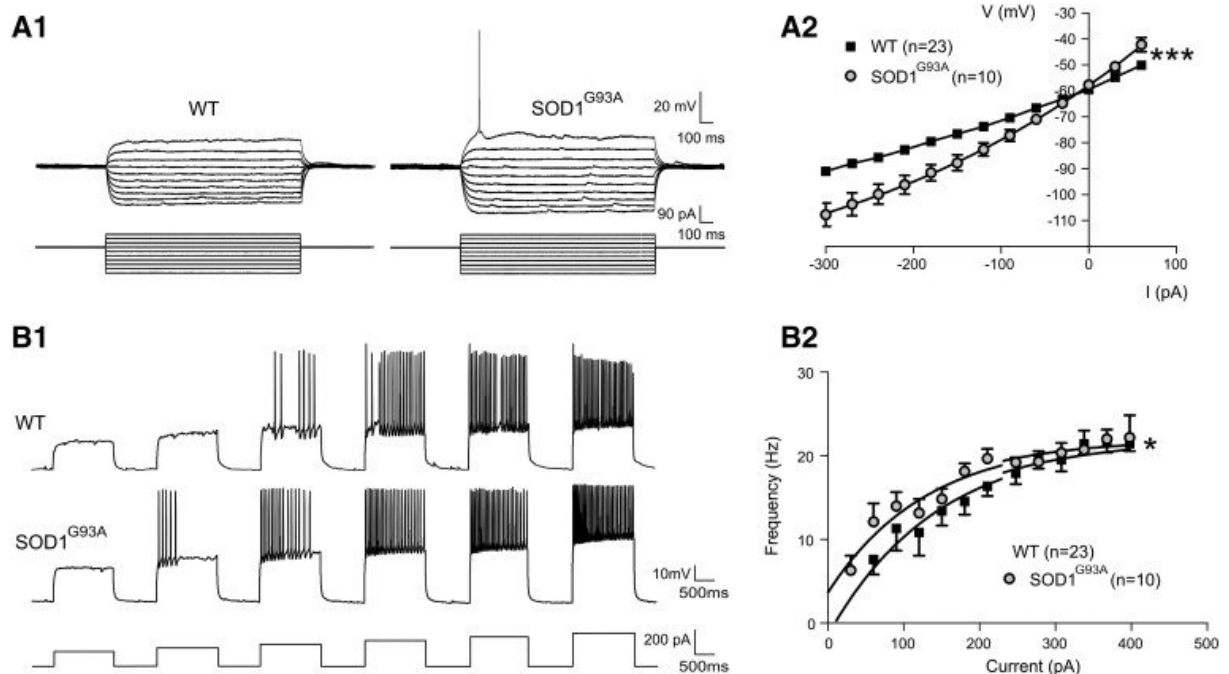 A1
WT
SOD1G93A
20 mV
100 ms
90 pA
100 ms
A2
V (mV)
WT (n=23)
SOD1G93A (n=10)
-30
-40
-50
-60
-70
-80
-90
-100
-110
***
-300
-200
-100
0
100
I (pA)
B1
WT
SOD1G93A
10mV
500ms
200 pA
500ms
B2
30
20
10
0
Frequency (Hz)
*
WT (n=23)
SOD1G93A (n=10)
0
100
200
300
400
500
Current (pA)